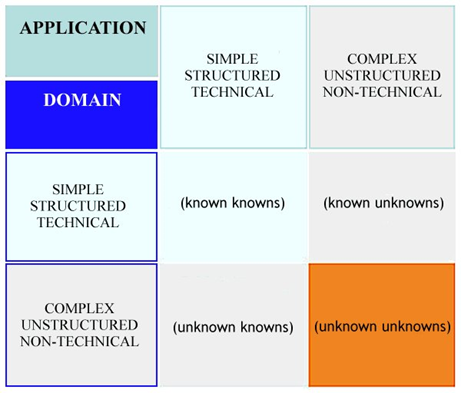 APPLICATION
SIMPLE
STRUCTURED
TECHNICAL
COMPLEX
UNSTRUCTURED
NON-TECHNICAL
DOMAIN
SIMPLE
STRUCTURED
TECHNICAL
(known knowns)
(known unknowns)
COMPLEX
UNSTRUCTURED
NON-TECHNICAL
(unknown knowns)
(unknown unknowns)